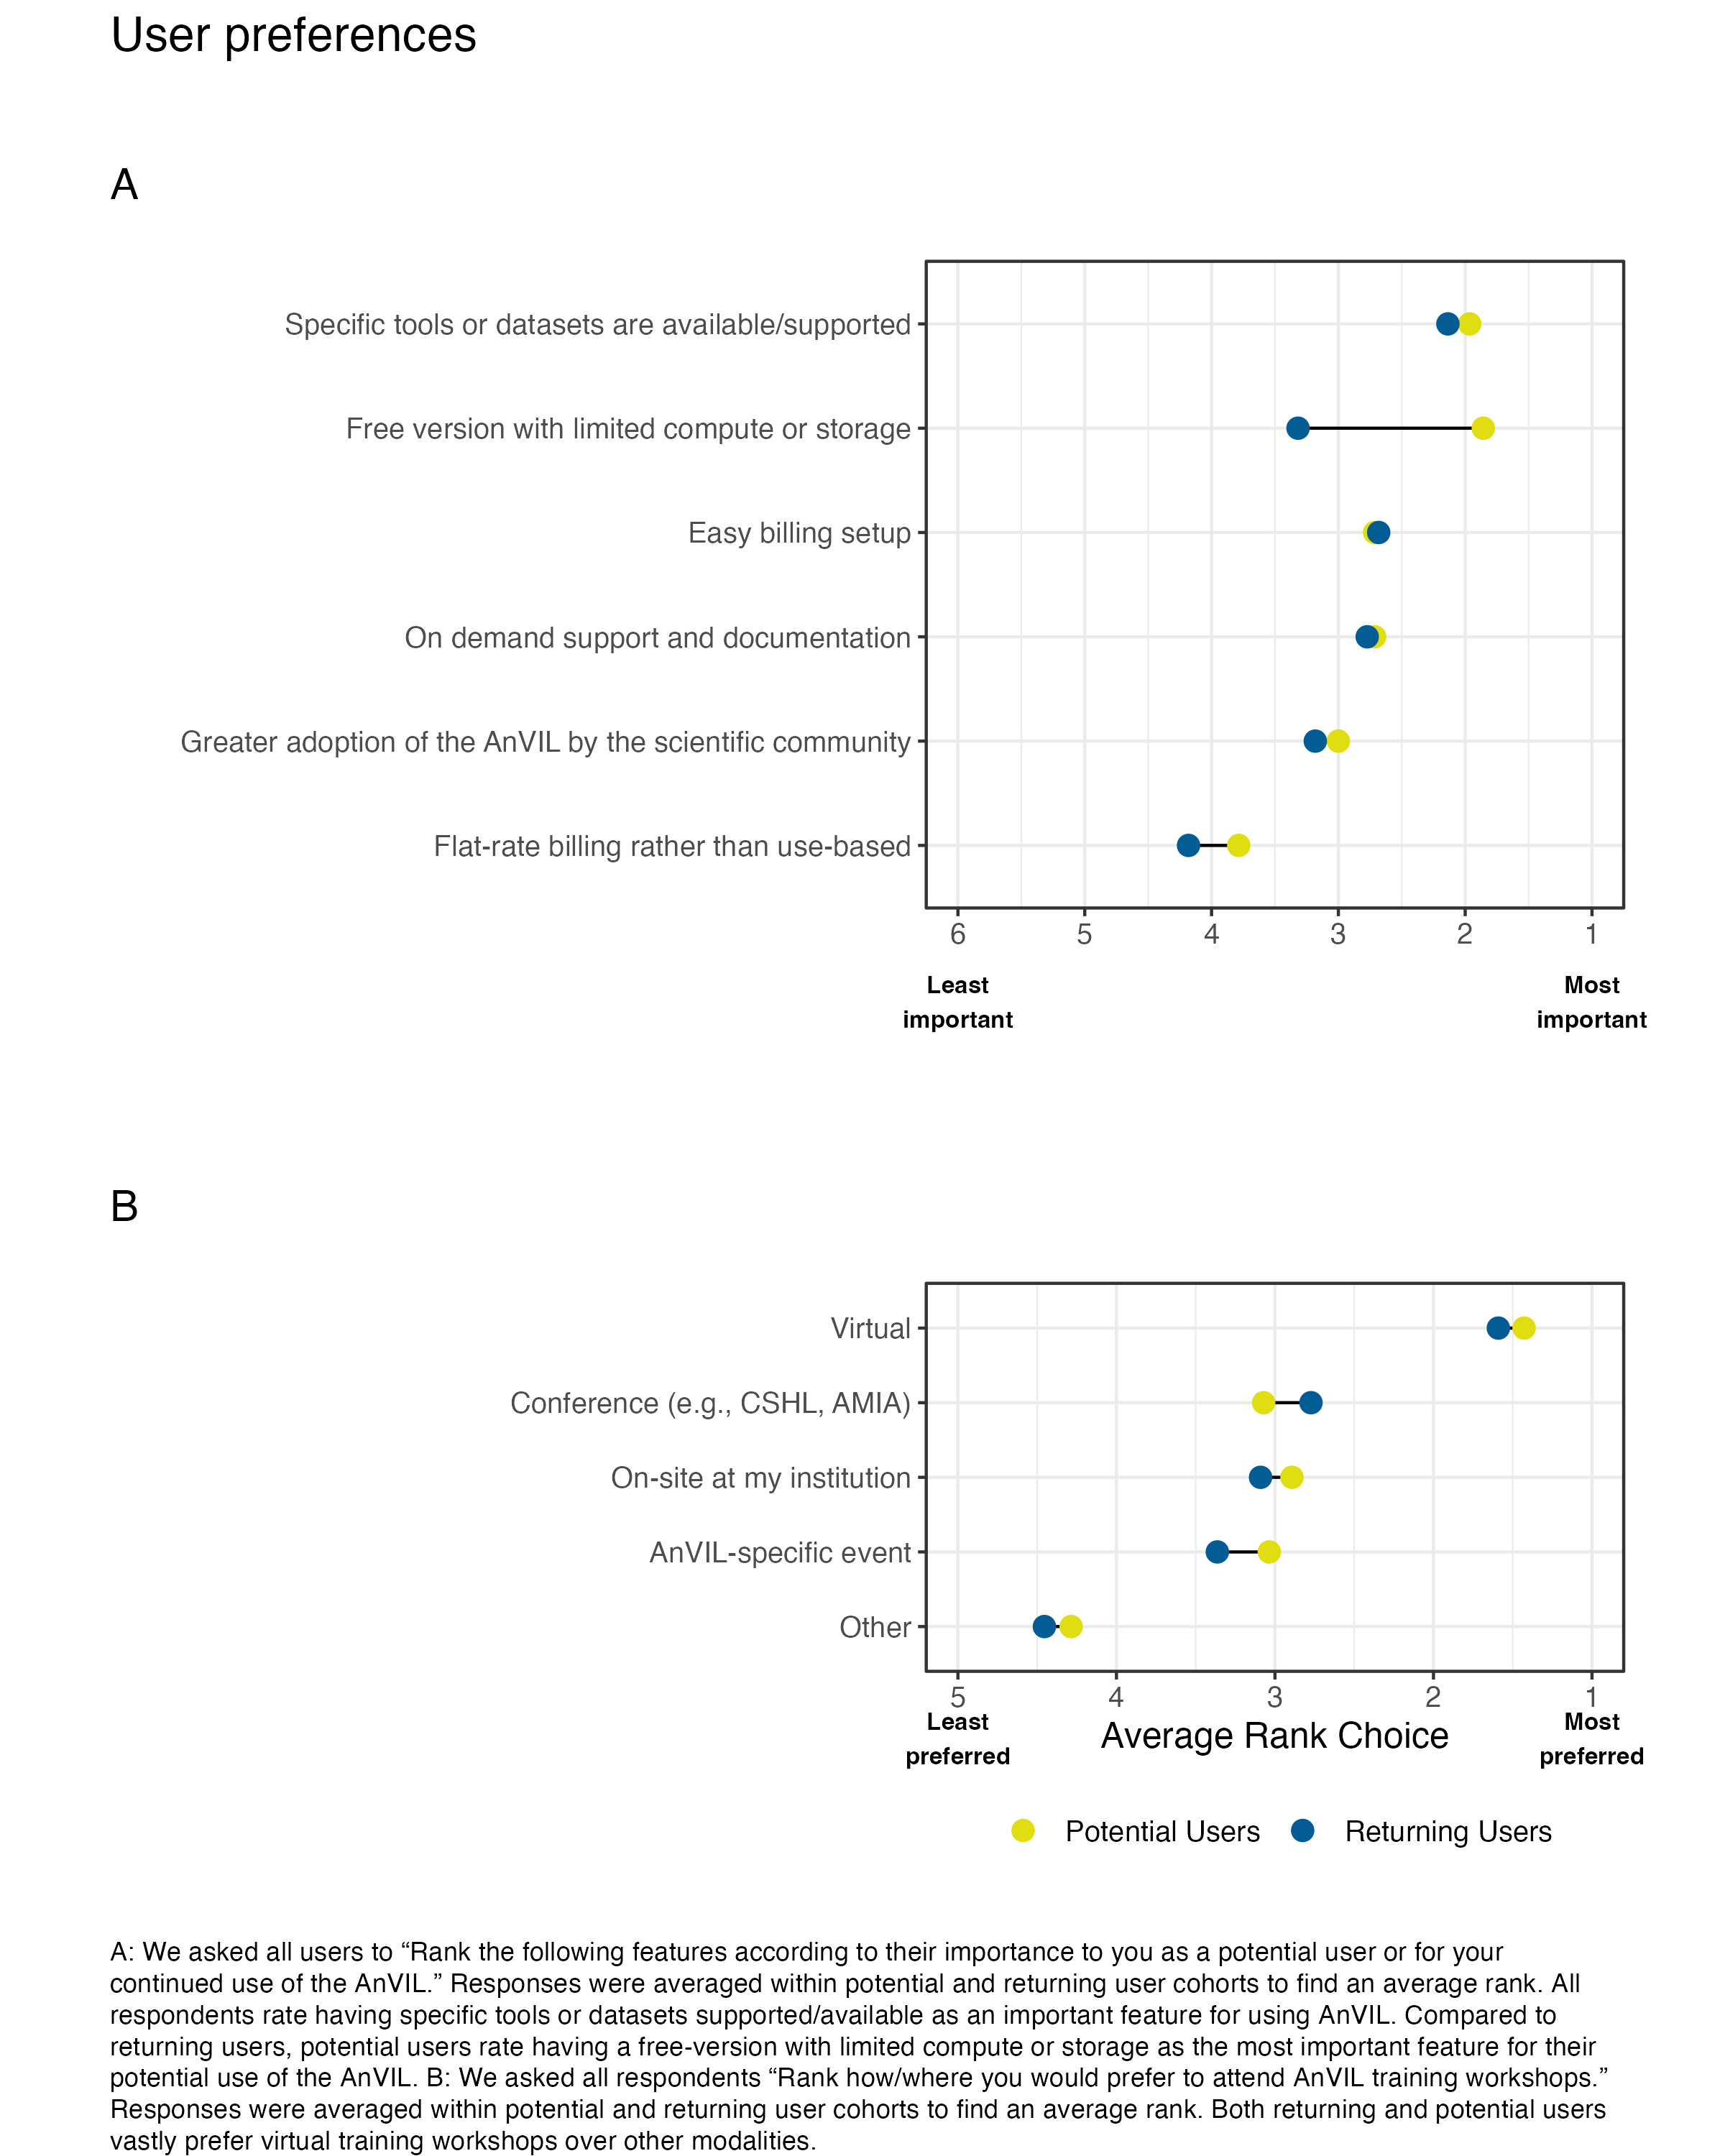 User preferences
A
Specific tools or datasets are available/supported
Free version with limited compute or storage
Easy billing setup
On demand support and documentation
Greater adoption of the AnVIL by the scientific community
Flat-rate billing rather than use-based
6 5 4 3 2 1
Least
important
Most
important
B
Virtual
Conference (e.g., CSHL, AMIA)
On-site at my institution
AnVIL-specific event
Other
5 4 3 2 1
Least
preferred
Average Rank Choice
Most
preferred
Potential Users Returning Users
A: We asked all users to “Rank the following features according to their importance to you as a potential user or for your
continued use of the AnVIL.” Responses were averaged within potential and returning user cohorts to find an average rank. All
respondents rate having specific tools or datasets supported/available as an important feature for using AnVIL. Compared to
returning users, potential users rate having a free-version with limited compute or storage as the most important feature for their
potential use of the AnVIL. B: We asked all respondents “Rank how/where you would prefer to attend AnVIL training workshops.”
Responses were averaged within potential and returning user cohorts to find an average rank. Both returning and potential users
vastly prefer virtual training workshops over other modalities.